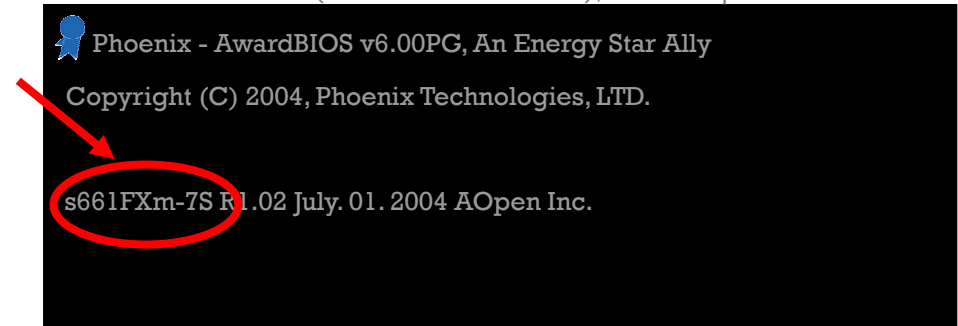 Phoenix - AwardBIOS v6.00PG, An Energy Star Ally
Copyright (C) 2004, Phoenix Technologies, LTD.
s661FXm-7S R1.02 July. 01. 2004 AOpen Inc.